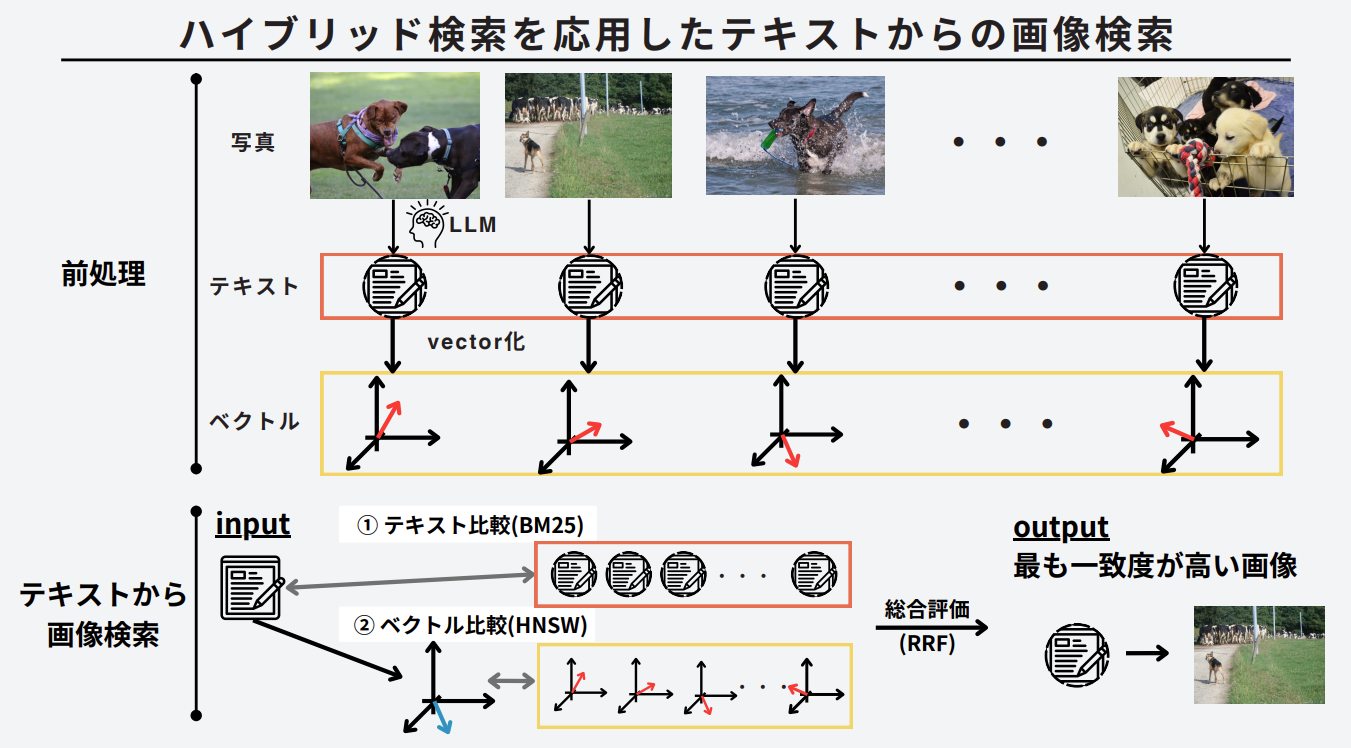 ハイブリッド検索を応用したテキストからの画像検索
写真
LLM
前処理
テキスト
vector化
ベクトル
input
① テキスト比較(BM25)
テキストから
画像検索
② ベクトル比較(HNSW)
総合評価
(RRF)
output
最も一致度が高い画像